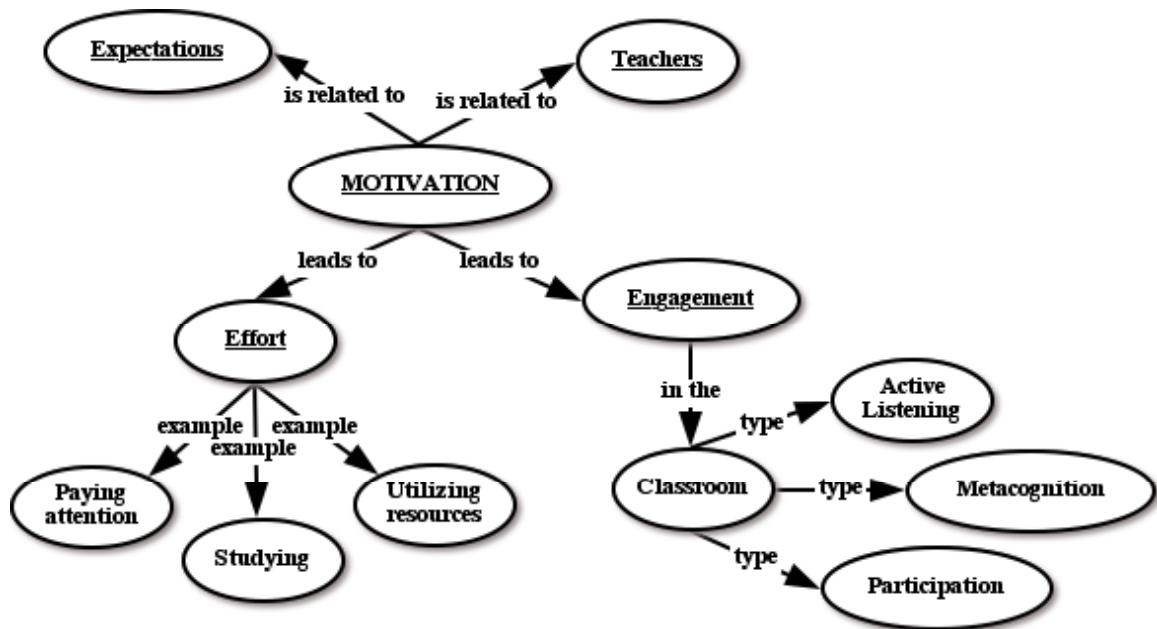 Expectations
Teachers
is related to
is related to
MOTIVATION
leads to
leads to
Engagement
Effort
in the
Active
Listening
type
example
example
example
Paying
attention
Utilizing
resources
Classroom
type
Metacognition
Studying
type
Participation